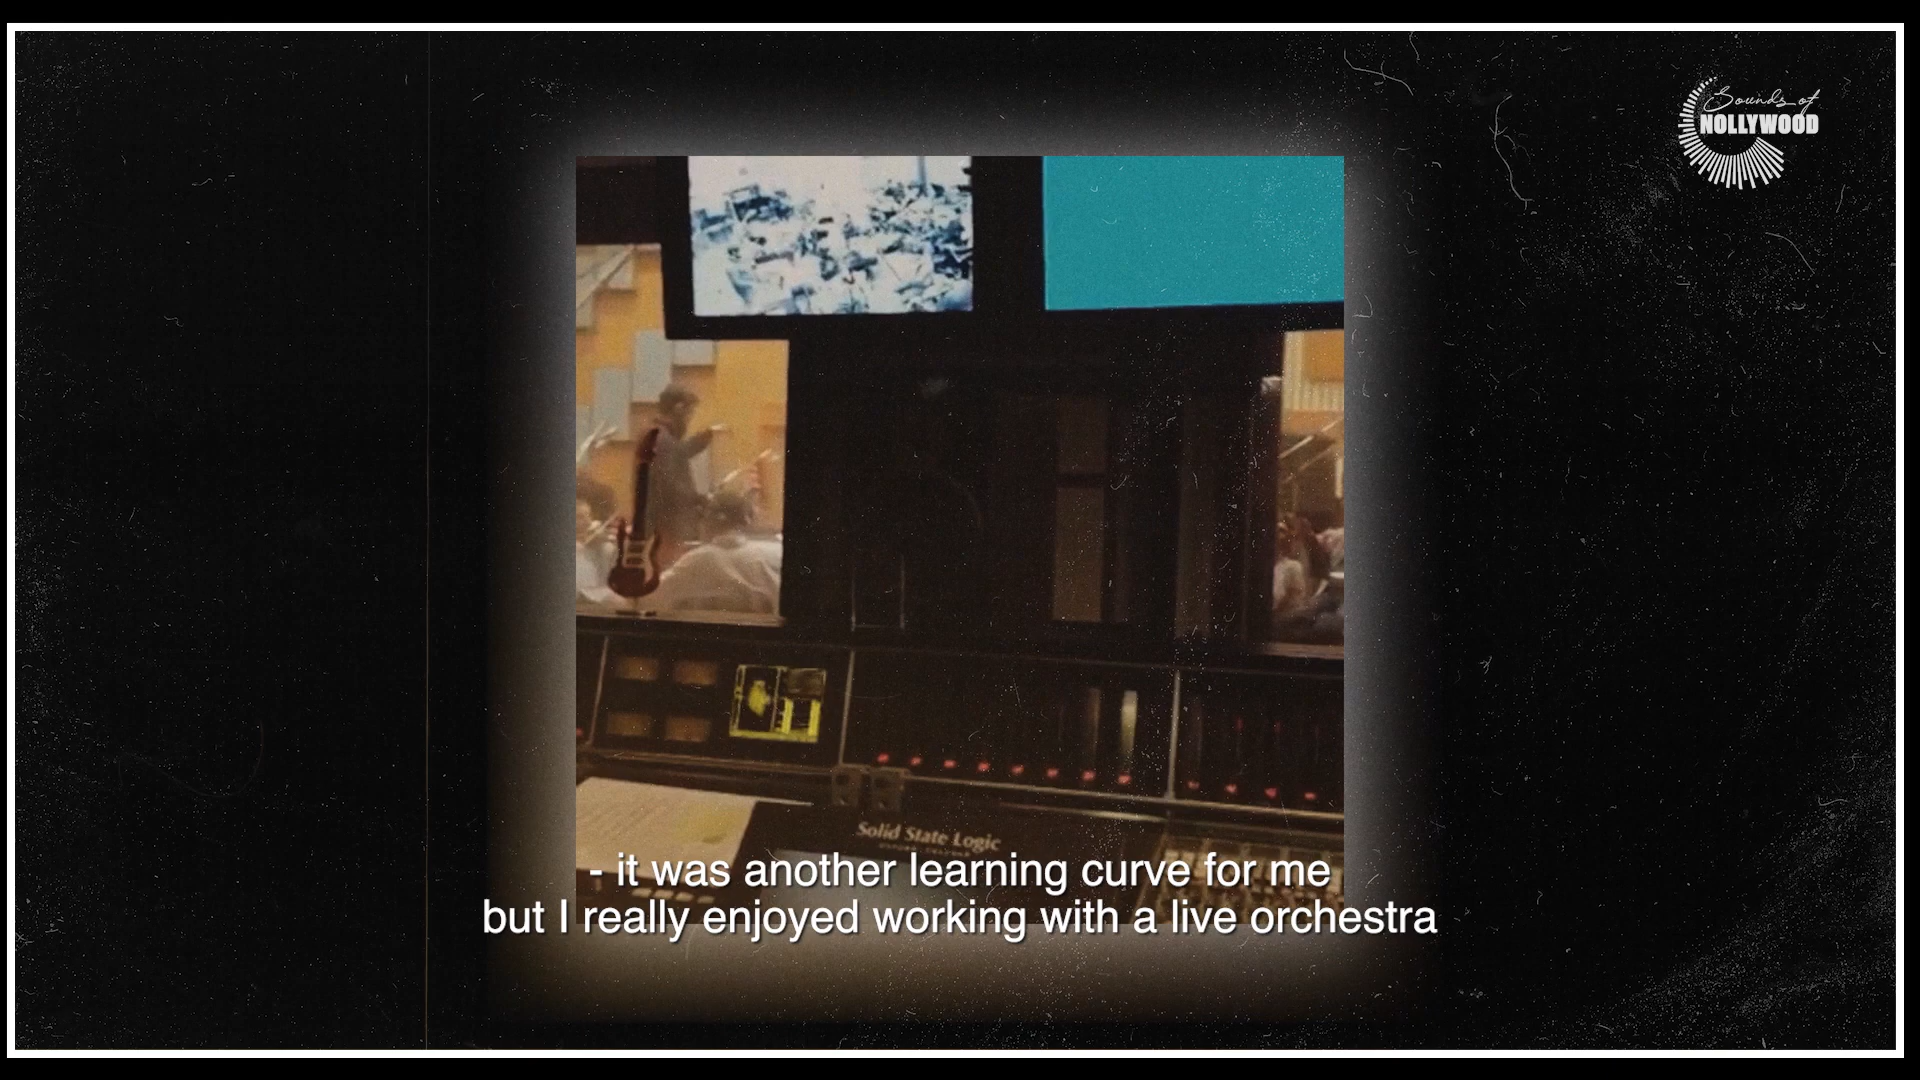 Sounds of
NOLLYWOOD
Solid State Logic
- it was another learning curve for me
but I really enjoyed working with a live orchestra